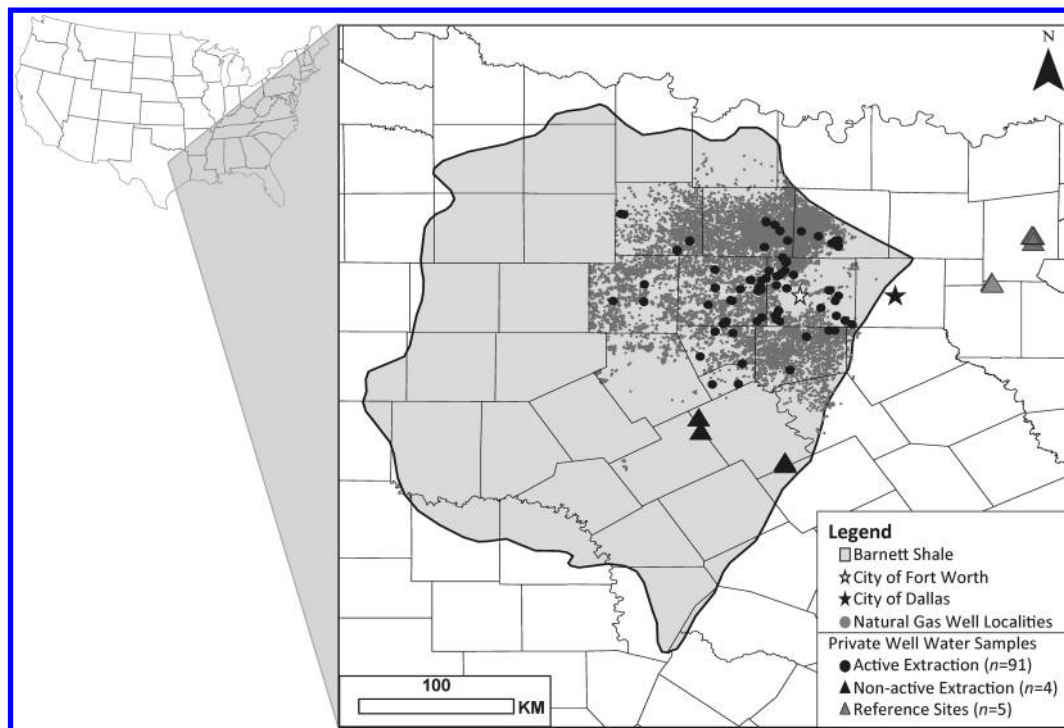 N
Legend
Barnett Shale
City of Fort Worth
City of Dallas
Natural Gas Well Localities
Private Well Water Samples
Active Extraction (n=91)
Non-active Extraction (n=4)
Reference Sites (n=5)
100
KM